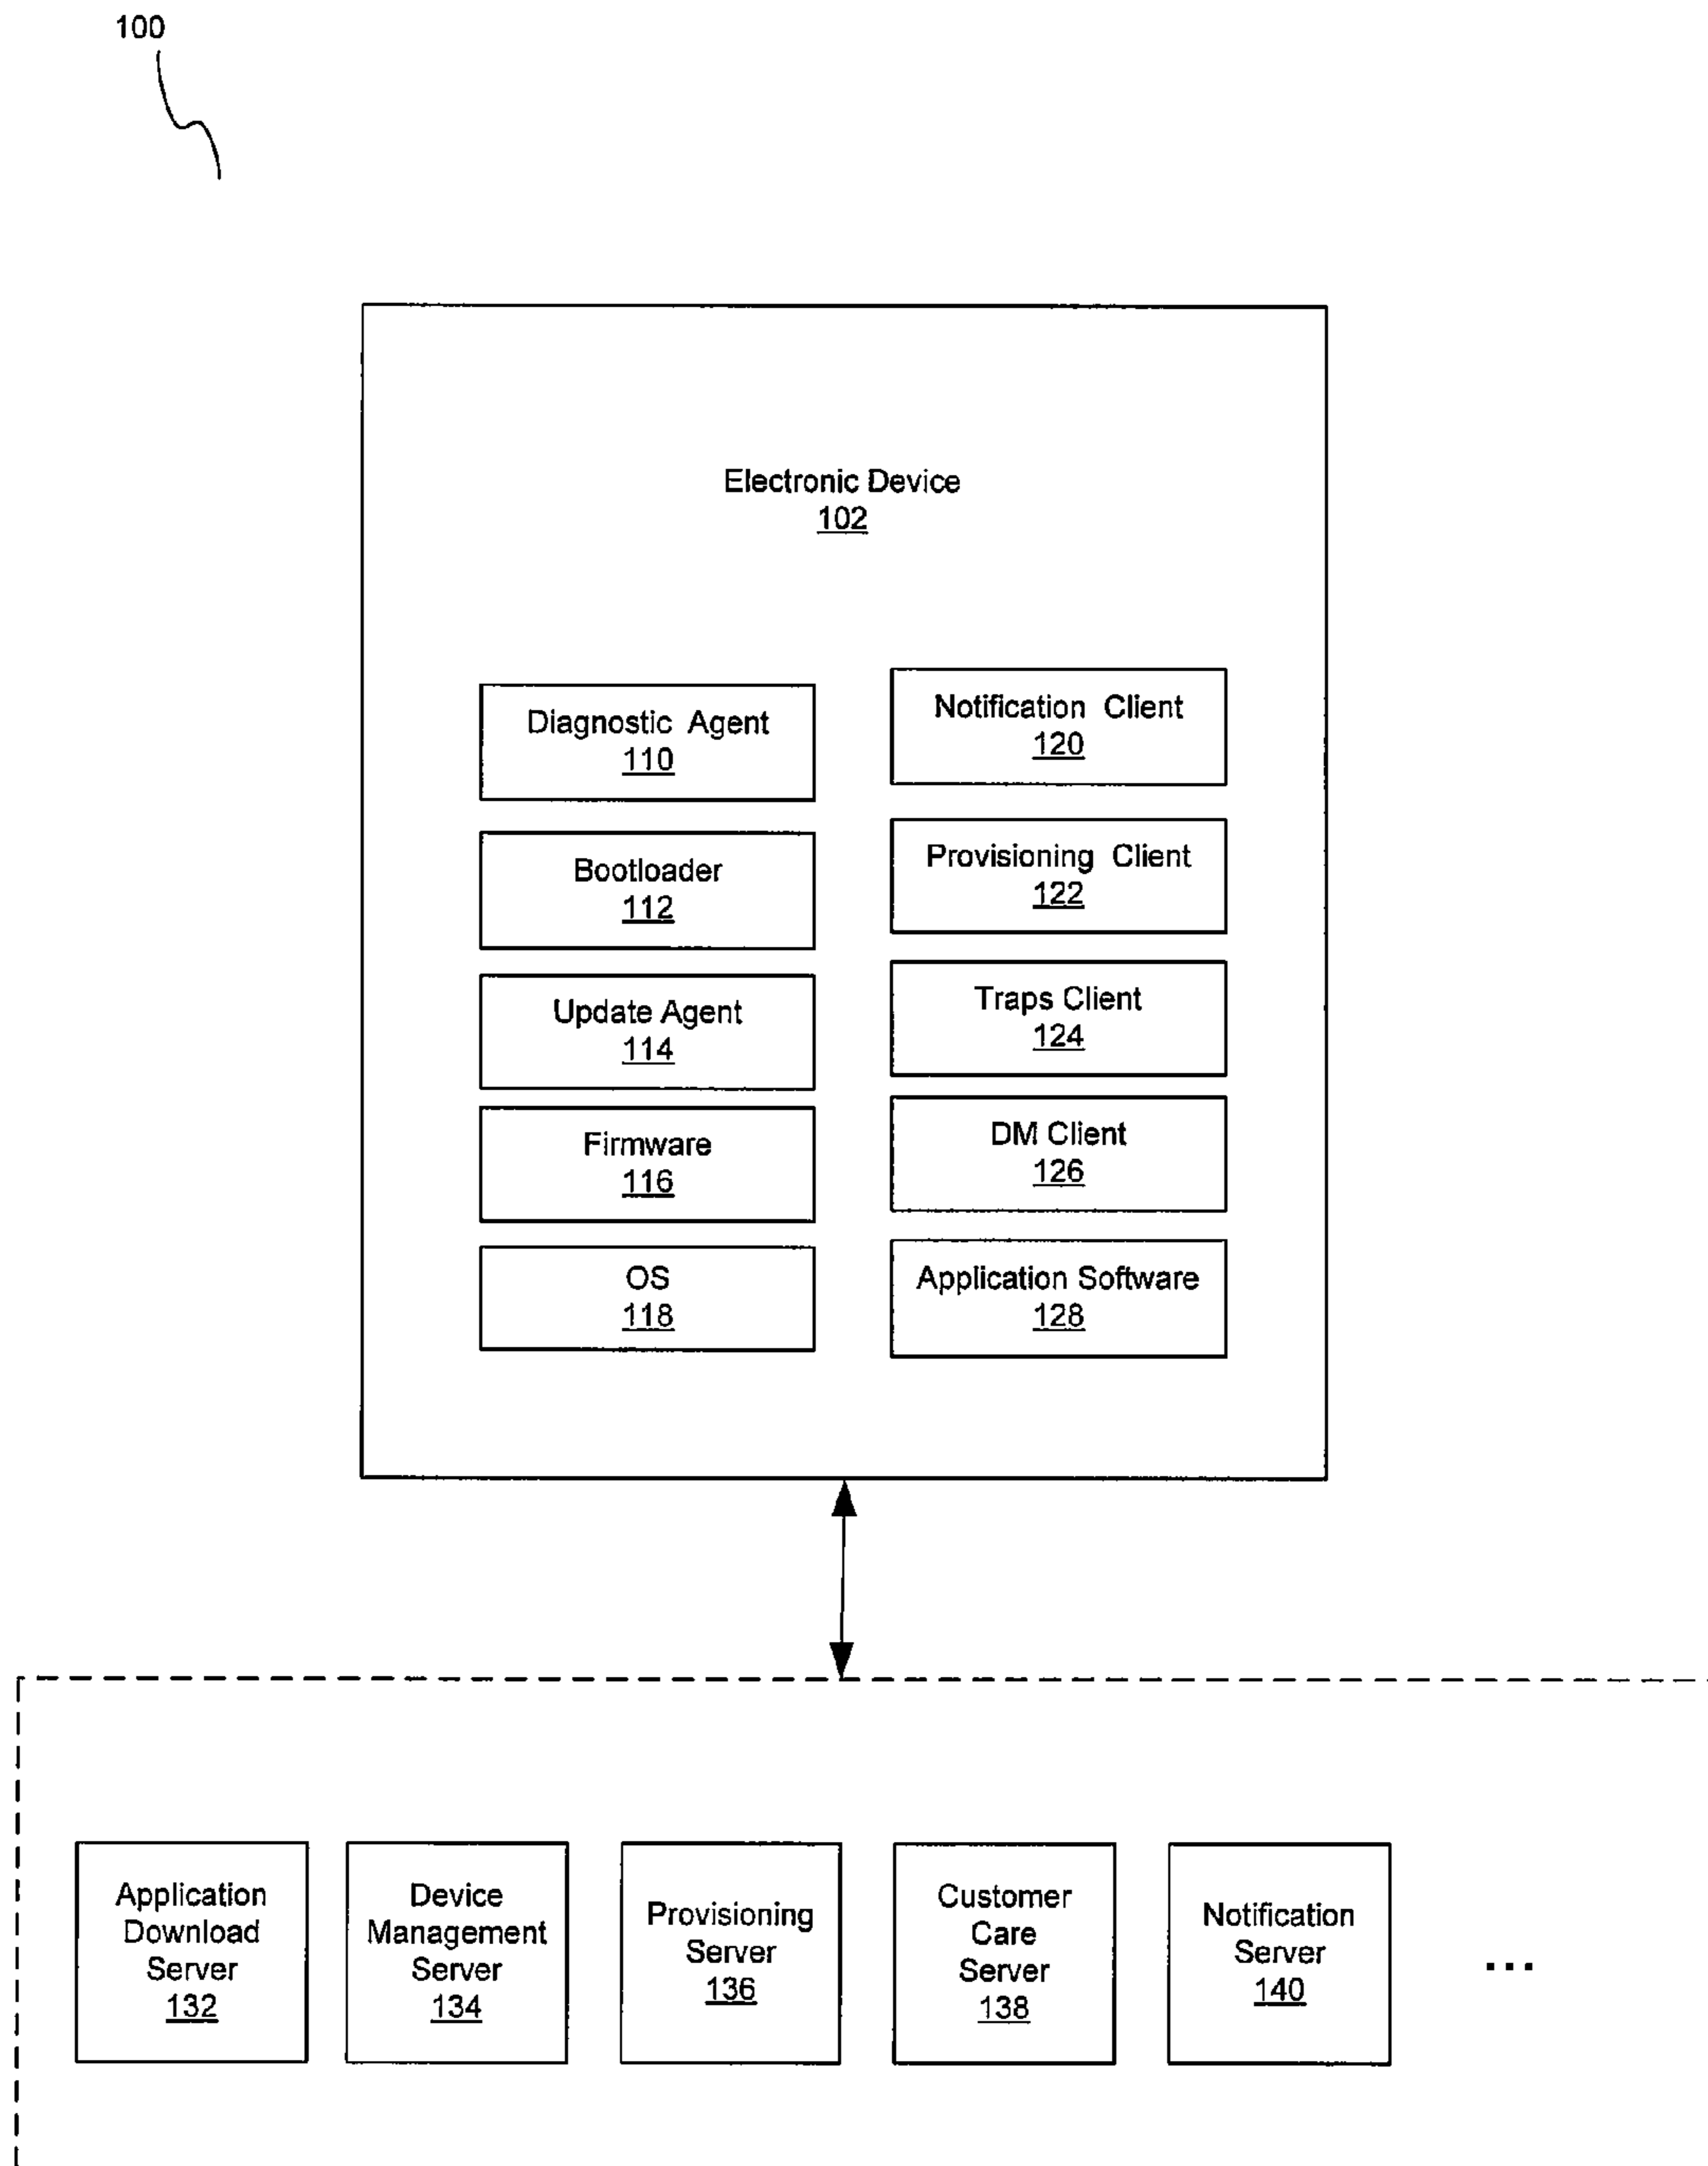 100
Electronic Device
102
Diagnostic Agent
110
Bootloader
112
Update Agent
114
Firmware
116
OS
118
Notification Client
120
Provisioning Client
122
Traps Client
124
DM Client
126
Application Software
128
Application
Download
Server
132
Device
Management
Server
134
Provisioning
Server
136
Customer
Care
Server
138
Notification
Server
140
...